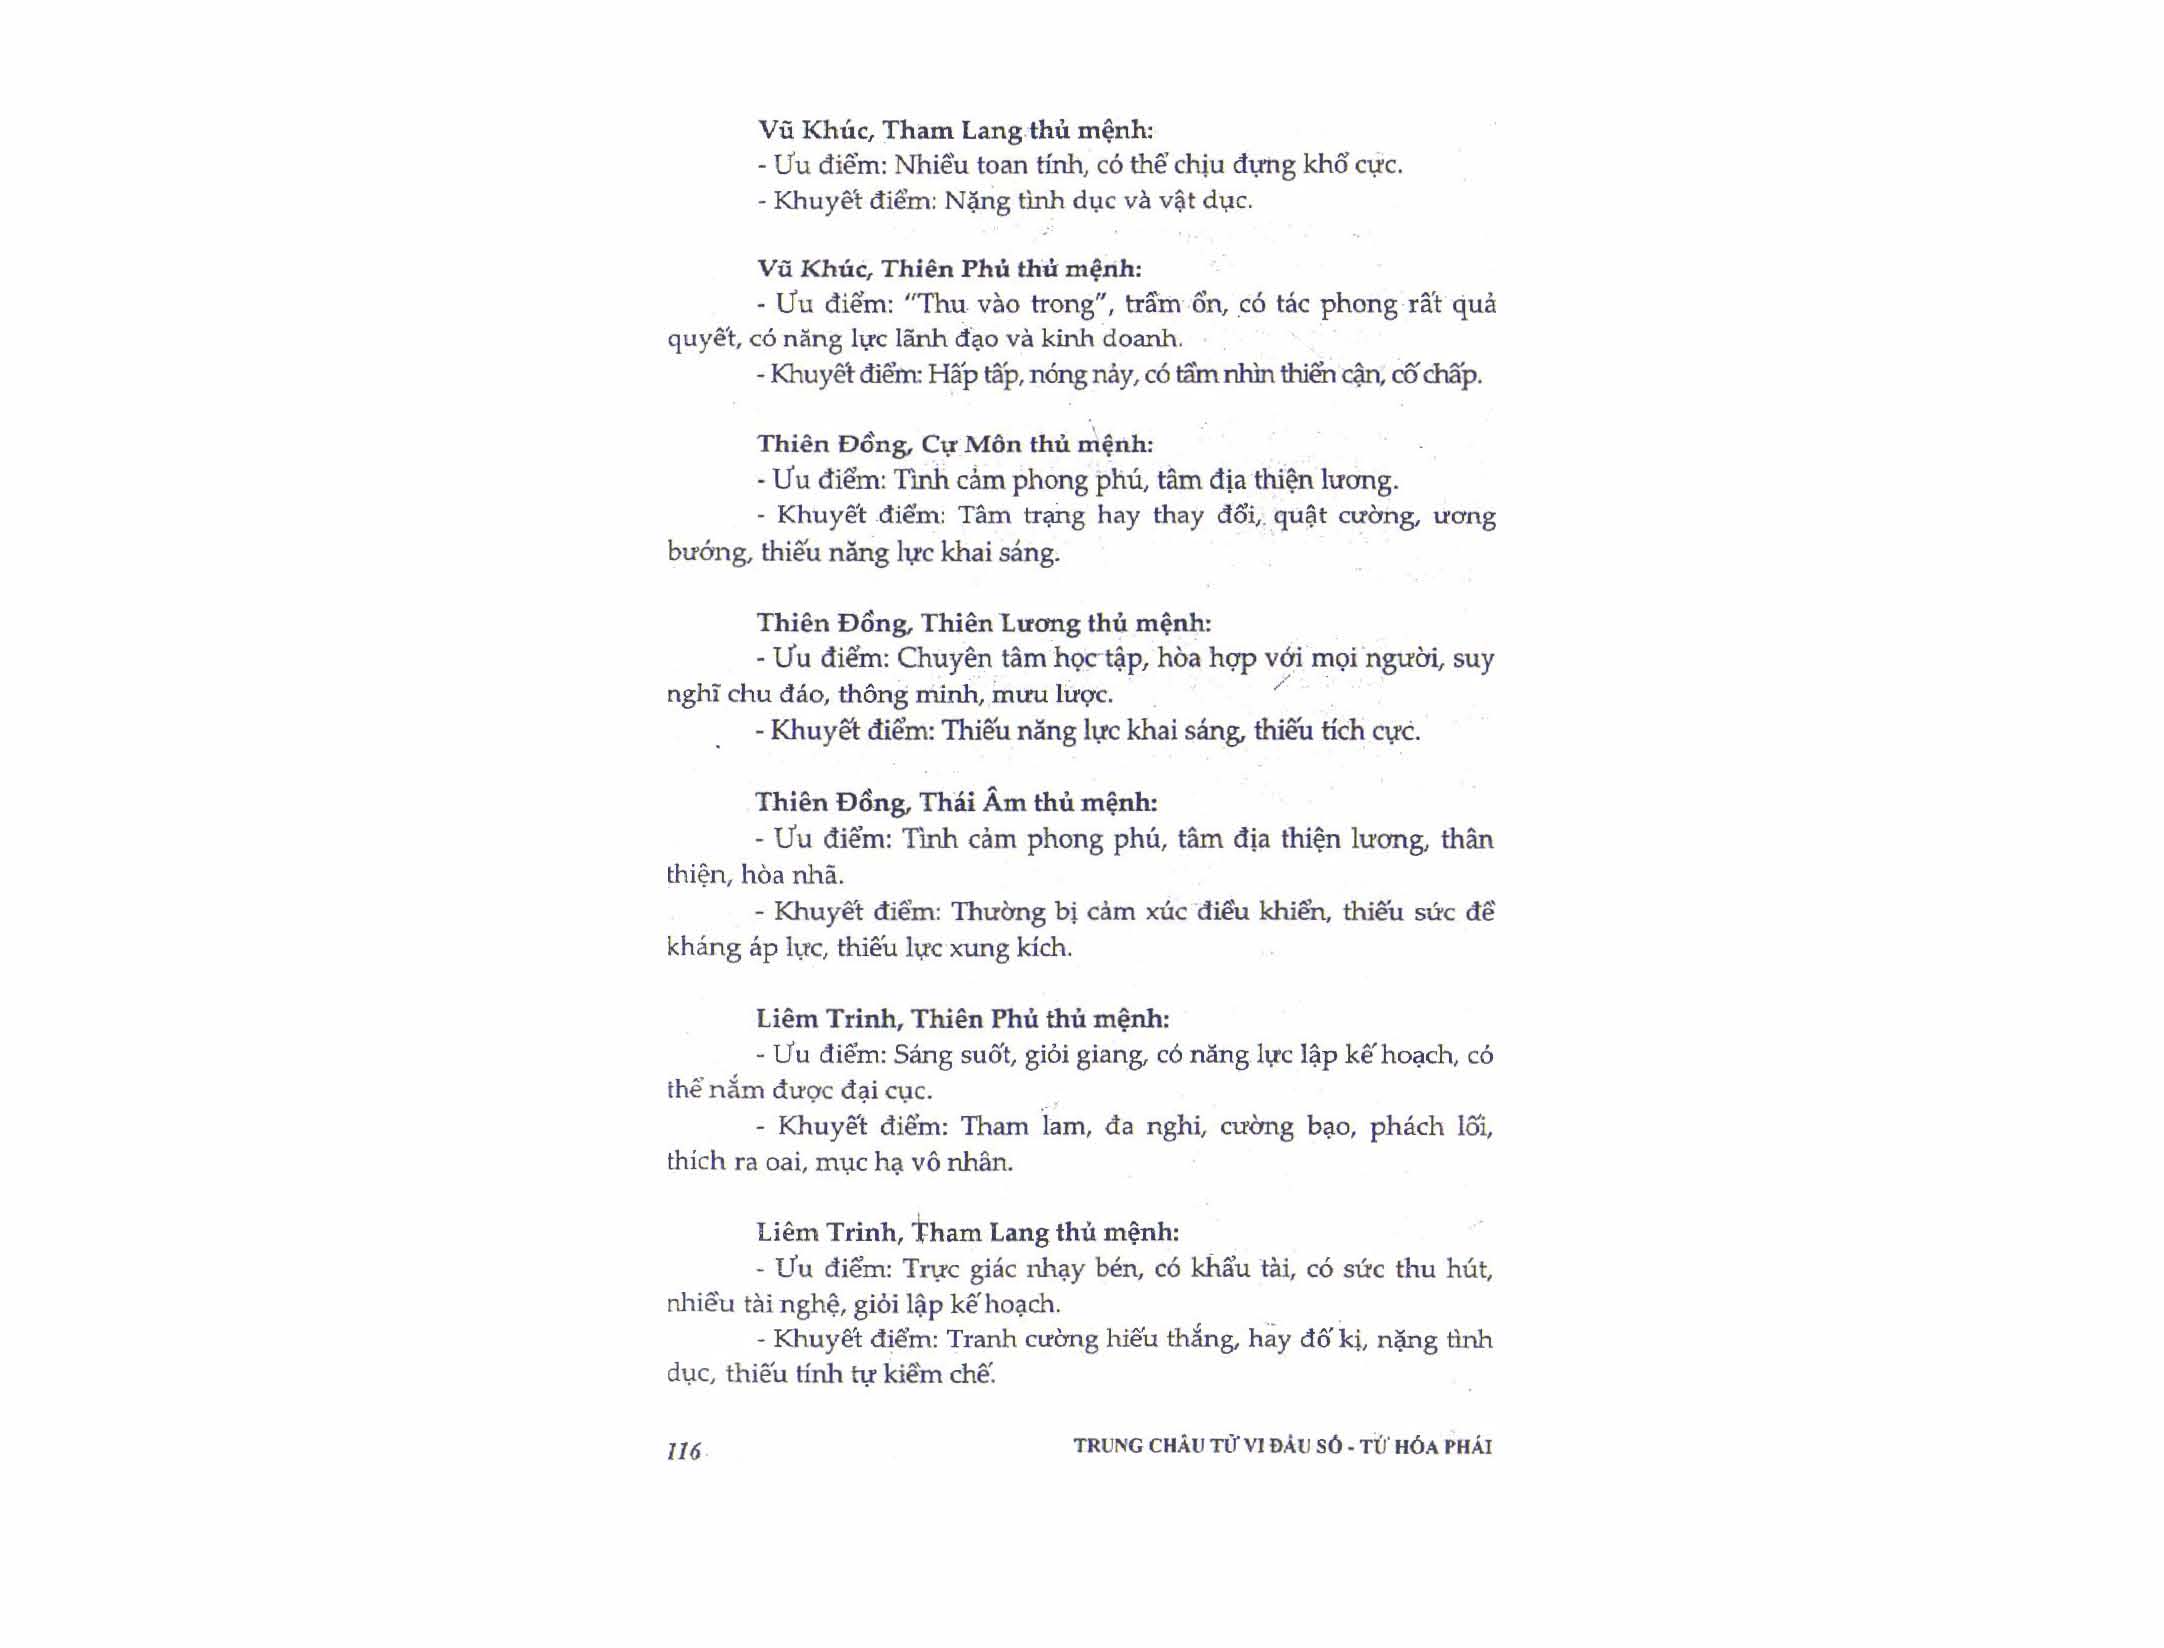 Vũ Khúc, Tham Lang thủ mệnh:
- Ưu điểm: Nhiều toan tính, có thể chịu đựng khổ cực.
- Khuyết điểm: Nặng tình dục và vật dục.
Vũ Khúc, Thiên Phủ thủ mệnh:
- Ưu điểm: "Thu vào trong", trầm ổn, có tác phong rất quả
quyết, có năng lực lãnh đạo và kinh doanh.
- Khuyết điểm: Hấp tấp, nóng nảy, có tầm nhìn thiển cận, cố chấp.
Thiên Đồng, Cự Môn thủ mệnh:
- Ưu điểm: Tình cảm phong phú, tâm địa thiện lương.
- Khuyết điểm: Tâm trạng hay thay đổi, quật cường, ương
bướng, thiếu năng lực khai sáng.
Thiên Đồng, Thiên Lương thủ mệnh:
- Ưu điểm: Chuyên tâm học tập, hòa hợp với mọi người, suy
nghĩ chu đáo, thông minh, mưu lược.
- Khuyết điểm: Thiếu năng lực khai sáng, thiếu tích cực.
Thiên Đồng, Thái Âm thủ mệnh:
- Ưu điểm: Tình cảm phong phú, tâm địa thiện lương, thân
thiện, hòa nhã.
- Khuyết điểm: Thường bị cảm xúc điều khiển, thiếu sức đề
kháng áp lực, thiếu lực xung kích.
Liêm Trinh, Thiên Phủ thủ mệnh:
- Ưu điểm: Sáng suốt, giỏi giang, có năng lực lập kế hoạch, có
thể nắm được đại cục.
- Khuyết điểm: Tham lam, đa nghi, cường bạo, phách lối,
thích ra oai, mục hạ vô nhân.
Liêm Trinh, Tham Lang thủ mệnh:
- Ưu điểm: Trực giác nhạy bén, có khẩu tài, có sức thu hút,
nhiều tài nghệ, giỏi lập kế hoạch.
- Khuyết điểm: Tranh cường hiếu thắng, hay đố kị, nặng tình
dục, thiếu tính tự kiềm chế.
116 TRUNG CHÂU TỬ VI ĐẨU SỐ - TỨ HÓA PHÁI